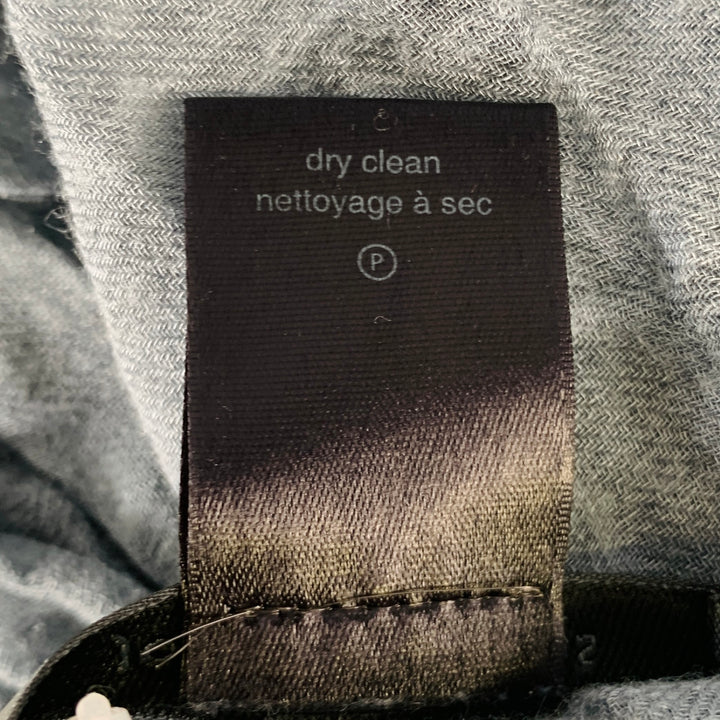 dry clean
nettoyage à sec
P